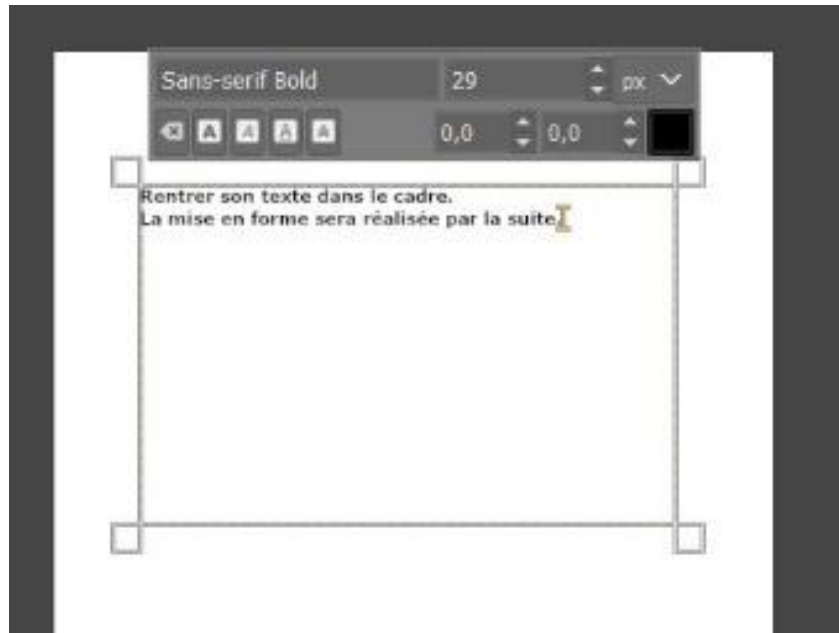 Sans-serif Bold 29 px
A A A A 0,0 0,0
Rentrer son texte dans le cadre.
La mise en forme sera réalisée par la suite.